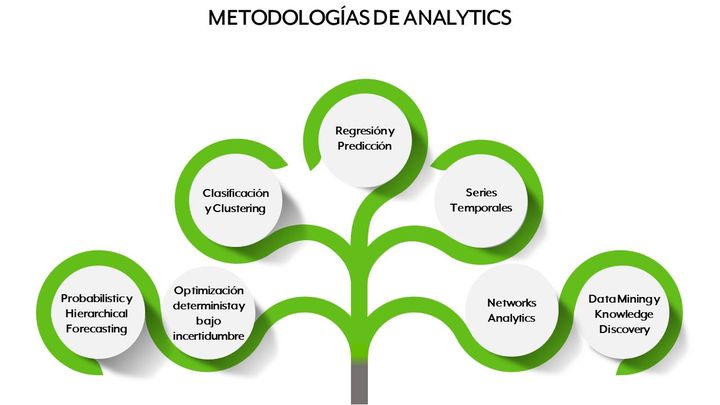 METODOLOGÍAS DE ANALYTICS
Regresión y
Predicción
Clasificación
y Clustering
Series
Temporales
Probabilistic y
Hierarchical
Forecasting
Optimización
determinista y
bajo
incertidumbre
Networks
Analytics
Data Mining y
Knowledge
Discovery